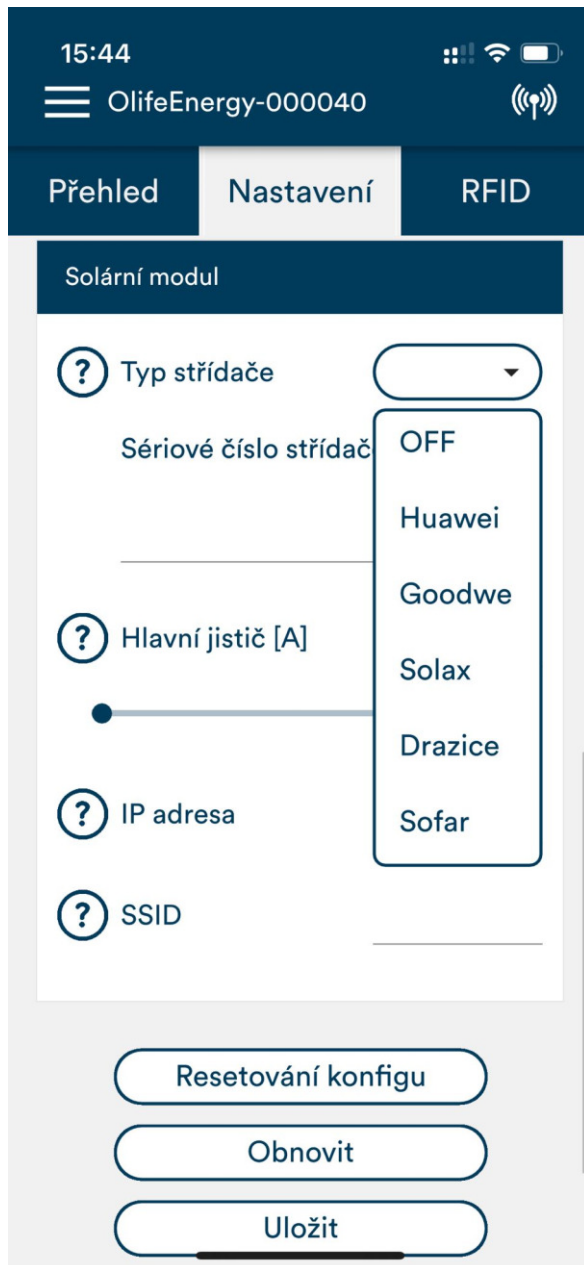 15:44
OlifeEnergy-000040
Přehled
Nastavení
RFID
Solární modul
? Typ střídače
Sériové číslo střídač
OFF
Huawei
Goodwe
Solax
Drazice
Sofar
? Hlavní jistič [A]
? IP adresa
? SSID
Resetování konfigu
Obnovit
Uložit